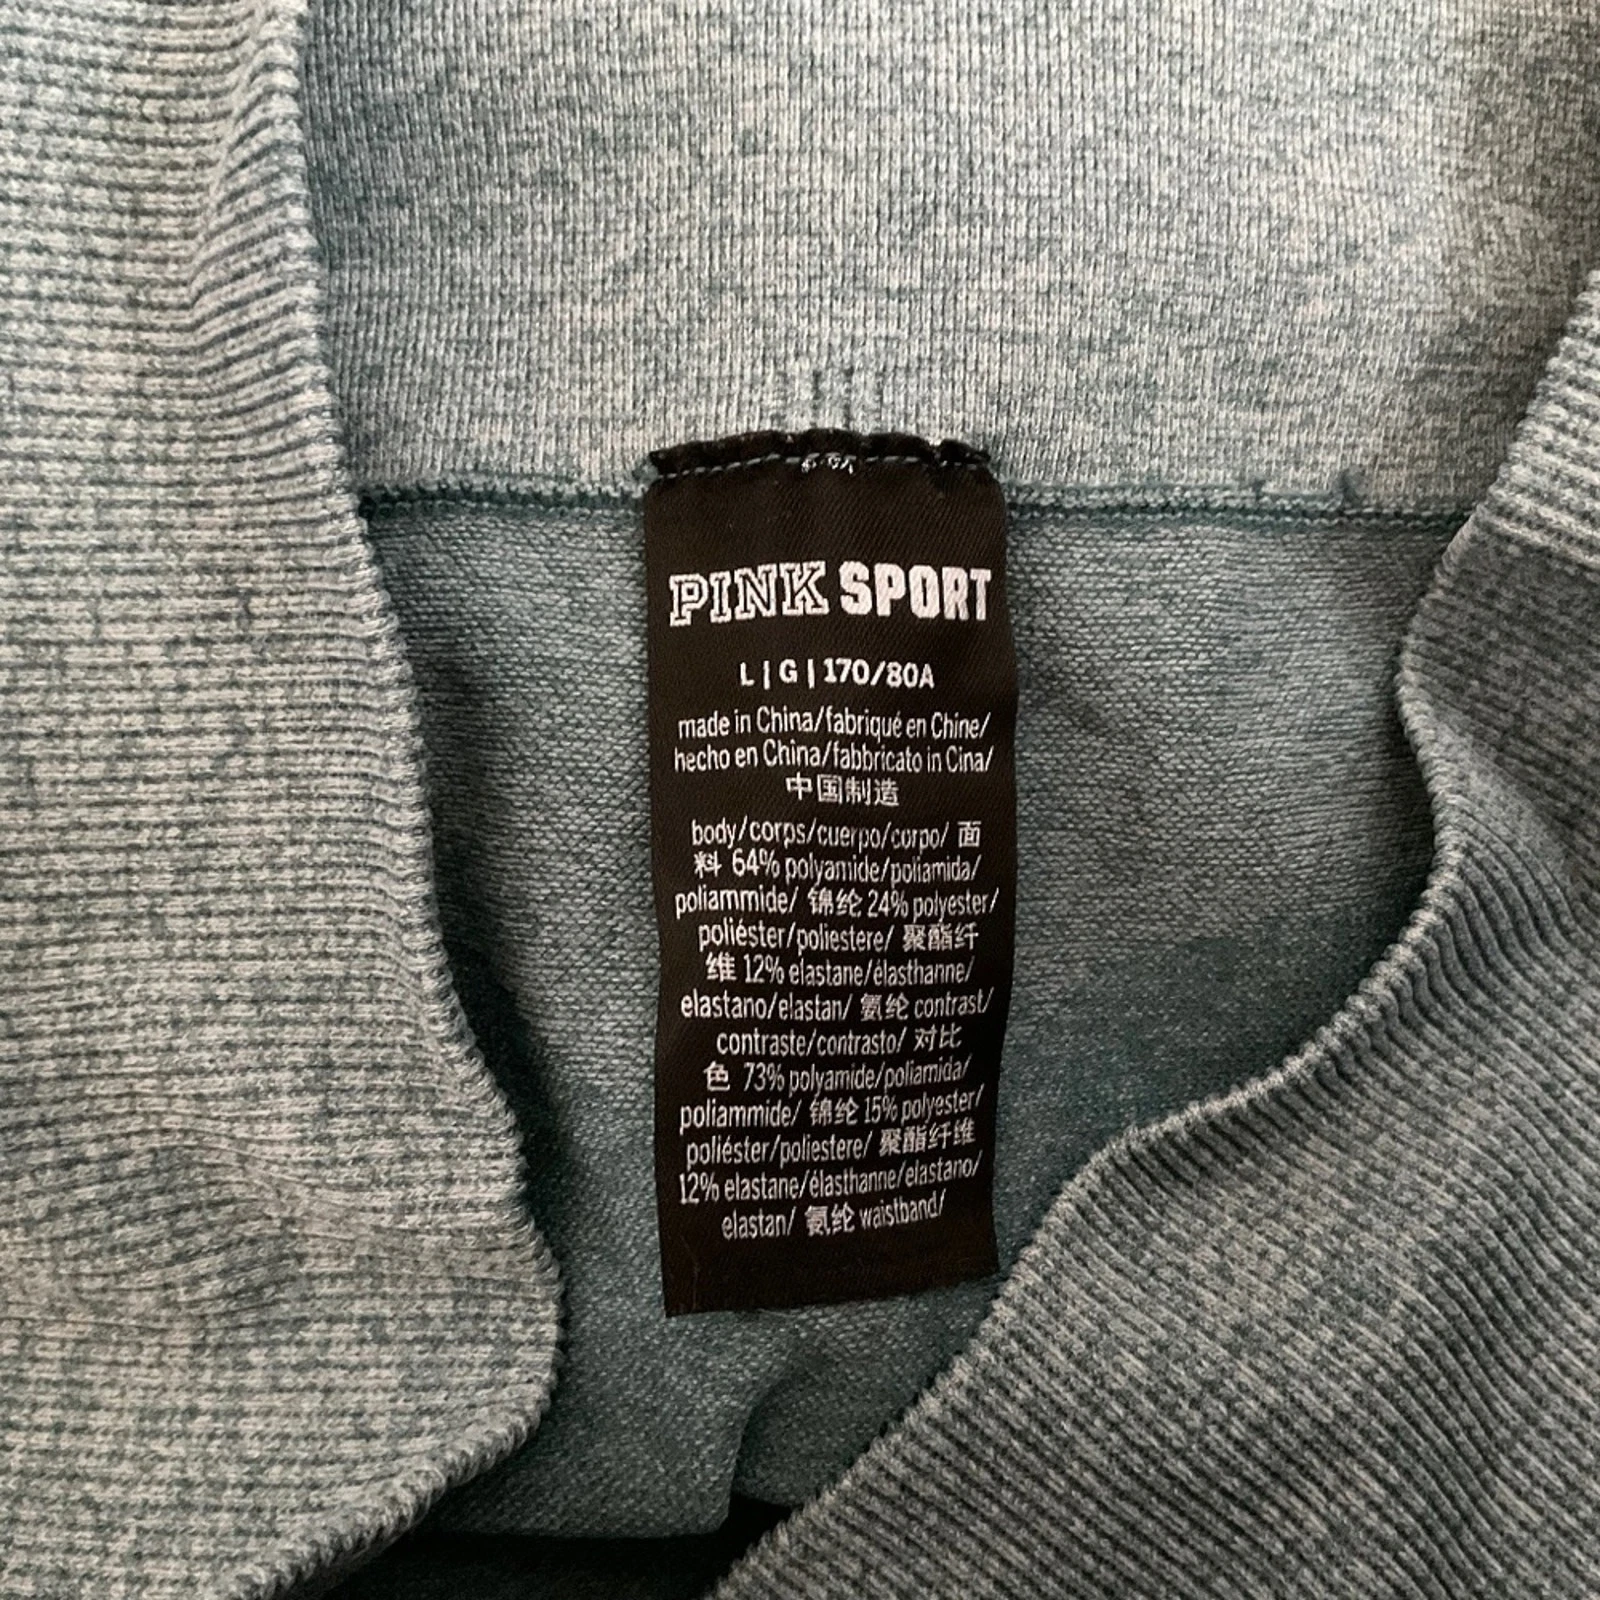 PINK SPORT
L | G | 170/80A
made in China/fabriqué en Chine/
hecho en China/fabbricato in Cina/
中国制造
body/corps/cuerpo/corpo/ 面
料 64% polyamide/poliamida/
poliammide/ 锦纶 24% polyester/
poliéster/poliestere/ 聚酯纤
维 12% elastane/élasthanne/
elastano/elastan/ 氨纶 contrast/
contraste/contrasto/ 对比
色 73% polyamide/poliamida/
poliammide/ 锦纶 15% polyester/
poliéster/poliestere/ 聚酯纤维
12% elastane/élasthanne/elastano/
elastan/ 氨纶 waistband/